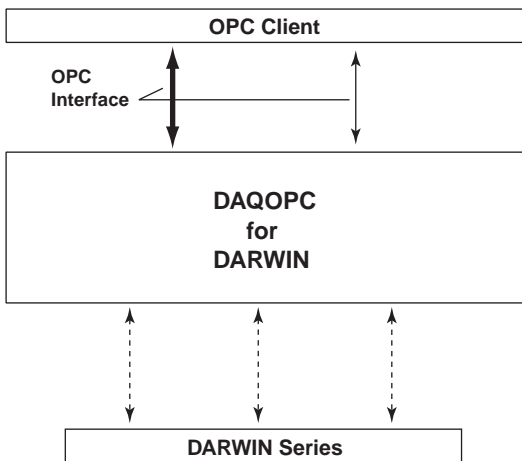 OPC Client
OPC
Interface
DAQOPC
for
DARWIN
DARWIN Series